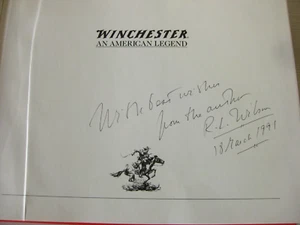 WINCHESTER
AN AMERICAN LEGEND
With best wishes
from the author
R.L. Wilson
18 March 1991